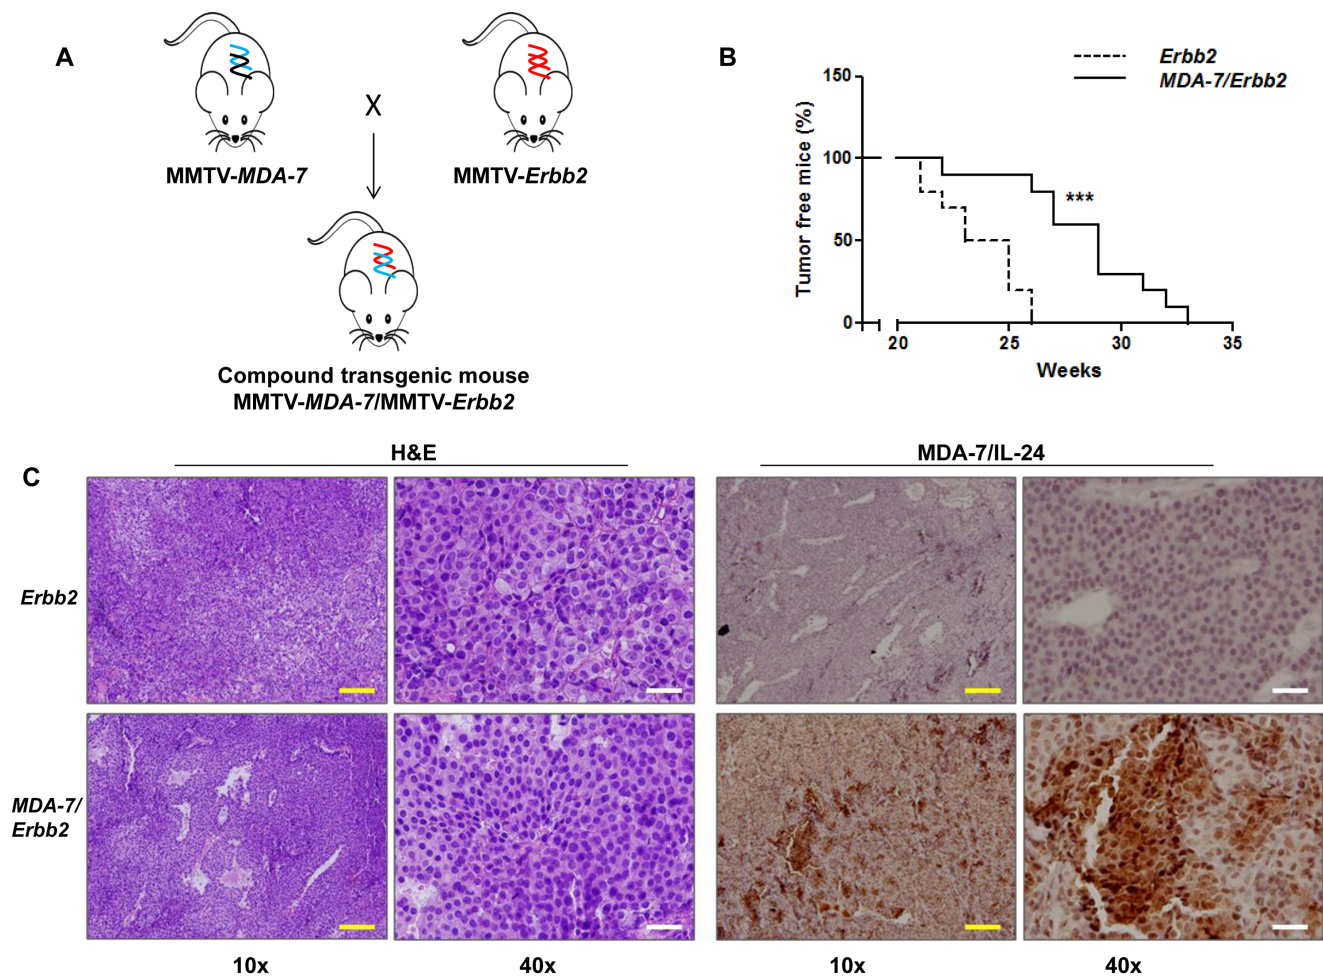 A
X
MMTV-MDA-7
MMTV-Erbb2
Compound transgenic mouse
MMTV-MDA-7/MMTV-Erbb2
B
Erbb2
MDA-7/Erbb2
150
100
50
0
Tumor free mice (%)
***
20 25 30 35
Weeks
C
H&E
MDA-7/IL-24
Erbb2
MDA-7/
Erbb2
10x 40x 10x 40x